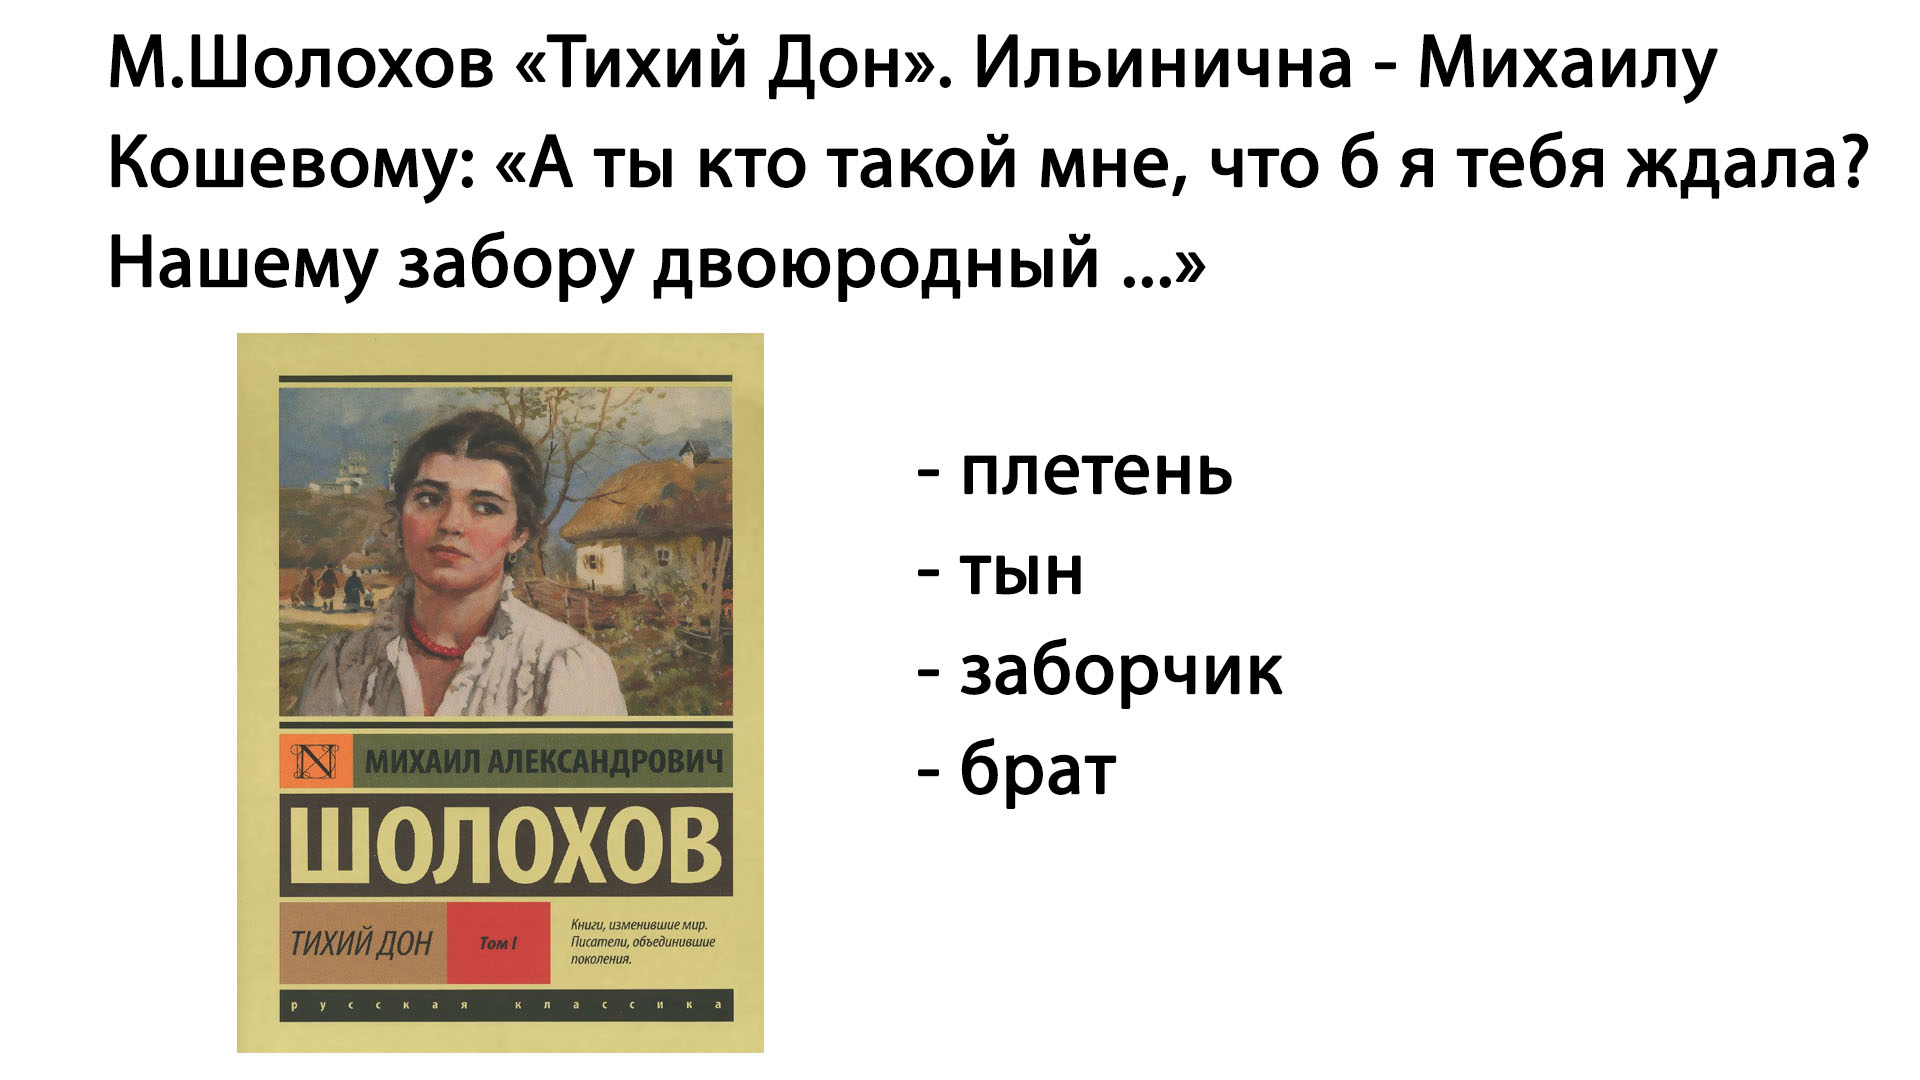 М.Шолохов «Тихий Дон». Ильинична - Михаилу
Кошевому: «А ты кто такой мне, что б я тебя ждала?
Нашему забору двоюродный ...»
- плетень
- тын
- заборчик
- брат
N МИХАИЛ АЛЕКСАНДРОВИЧ
ШОЛОХОВ
ТИХИЙ ДОН
Том I
Книги, изменившие мир.
Писатели, объединившие
поколения.
русская классика